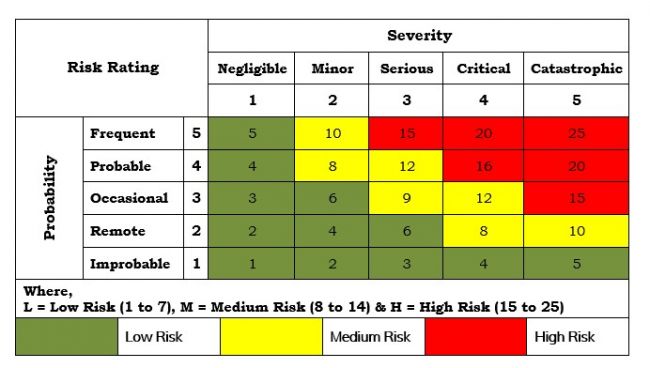 Risk Rating
Severity
Negligible Minor Serious Critical Catastrophic
1 2 3 4 5
Probability
Frequent 5 5 10 15 20 25
Probable 4 4 8 12 16 20
Occasional 3 3 6 9 12 15
Remote 2 2 4 6 8 10
Improbable 1 1 2 3 4 5
Where,
L = Low Risk (1 to 7), M = Medium Risk (8 to 14) & H = High Risk (15 to 25)
Low Risk Medium Risk High Risk